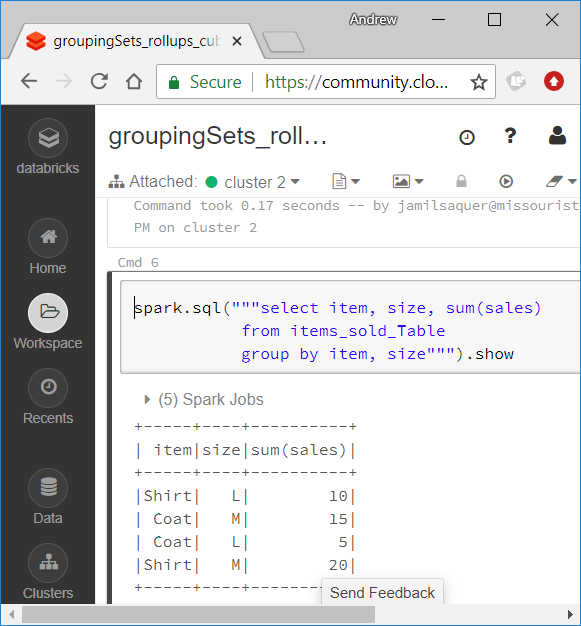 Andrew
groupingSets_rollups_cub
Secure
https://community.clo...
databricks
groupingSets_roll...
Attached: cluster 2
Command took 0.17 seconds -- by jamilsaquer@missourist
PM on cluster 2
Home
Cmd 6
spark.sql("""select item, size, sum(sales)
from items_sold_Table
group by item, size""").show
Workspace
(5) Spark Jobs
Recents
+-----+----+----------+
| item|size|sum(sales)|
+-----+----+----------+
|Shirt|   L|        10|
| Coat|   M|        15|
| Coat|   L|         5|
|Shirt|   M|        20|
+-----+----+----------+
Data
Clusters
Send Feedback